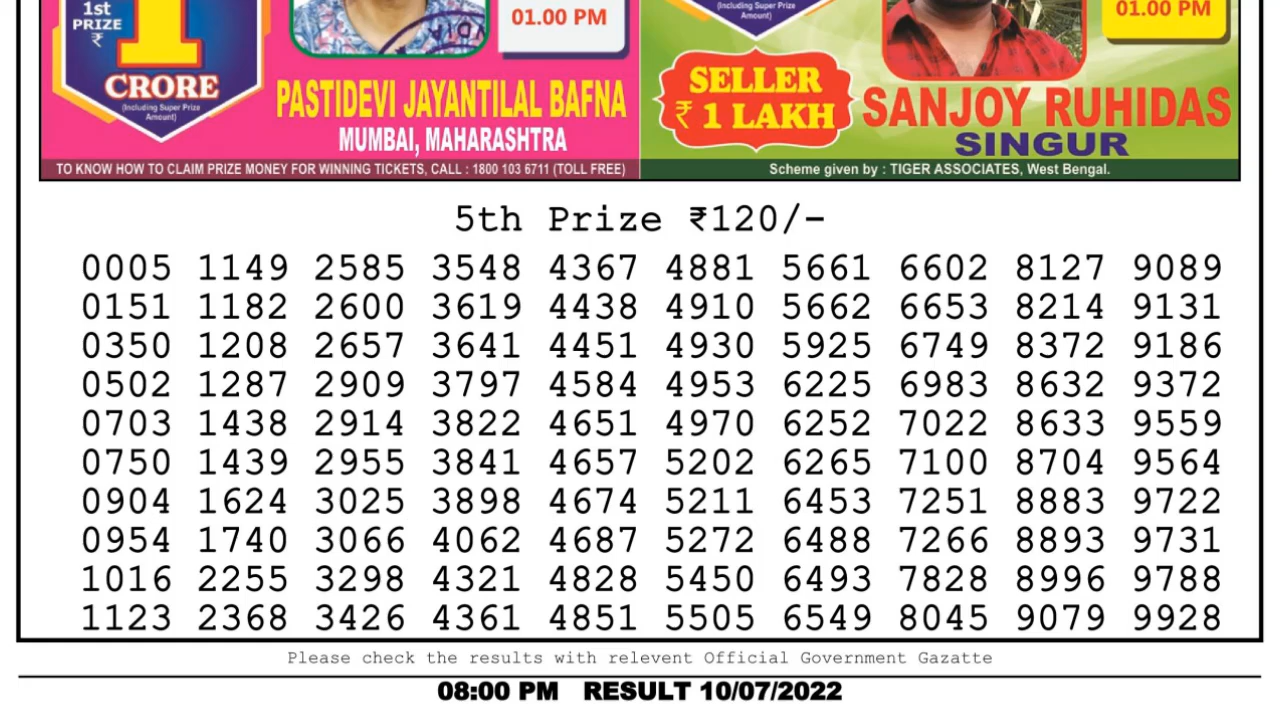 1st
PRIZE
₹
1
CRORE
(Including Super Prize
Amount)
01.00 PM
PASTIDEVI JAYANTILAL BAFNA
MUMBAI, MAHARASHTRA
(Including Super Prize
Amount)
01.00 PM
SELLER
₹ 1 LAKH
SANJOY RUHIDAS
SINGUR
TO KNOW HOW TO CLAIM PRIZE MONEY FOR WINNING TICKETS, CALL : 1800 103 6711 (TOLL FREE)
Scheme given by : TIGER ASSOCIATES, West Bengal.
5th Prize ₹120/-
0005 1149 2585 3548 4367 4881 5661 6602 8127 9089
0151 1182 2600 3619 4438 4910 5662 6653 8214 9131
0350 1208 2657 3641 4451 4930 5925 6749 8372 9186
0502 1287 2909 3797 4584 4953 6225 6983 8632 9372
0703 1438 2914 3822 4651 4970 6252 7022 8633 9559
0750 1439 2955 3841 4657 5202 6265 7100 8704 9564
0904 1624 3025 3898 4674 5211 6453 7251 8883 9722
0954 1740 3066 4062 4687 5272 6488 7266 8893 9731
1016 2255 3298 4321 4828 5450 6493 7828 8996 9788
1123 2368 3426 4361 4851 5505 6549 8045 9079 9928
Please check the results with relevent Official Government Gazatte
08:00 PM RESULT 10/07/2022